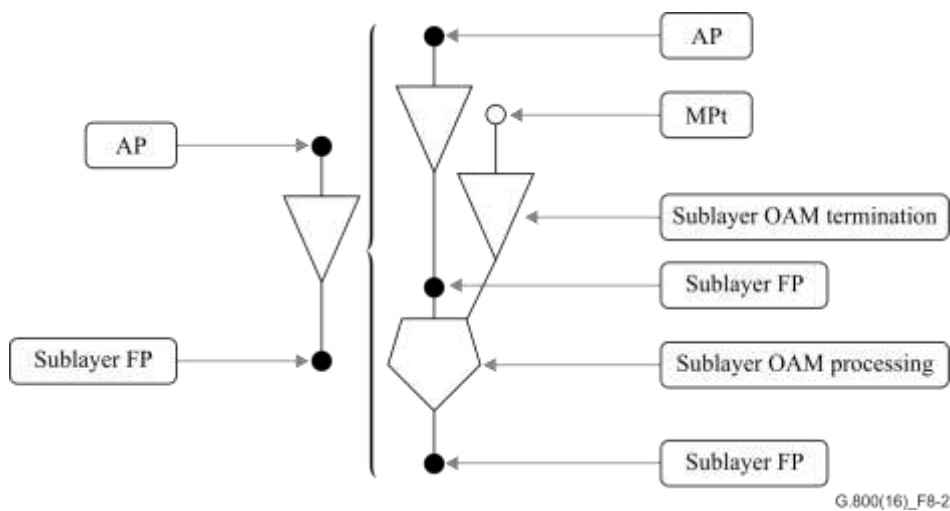 AP
MPt
AP
Sublayer OAM termination
Sublayer FP
Sublayer FP
Sublayer OAM processing
Sublayer FP
G.800(16)_F8-2